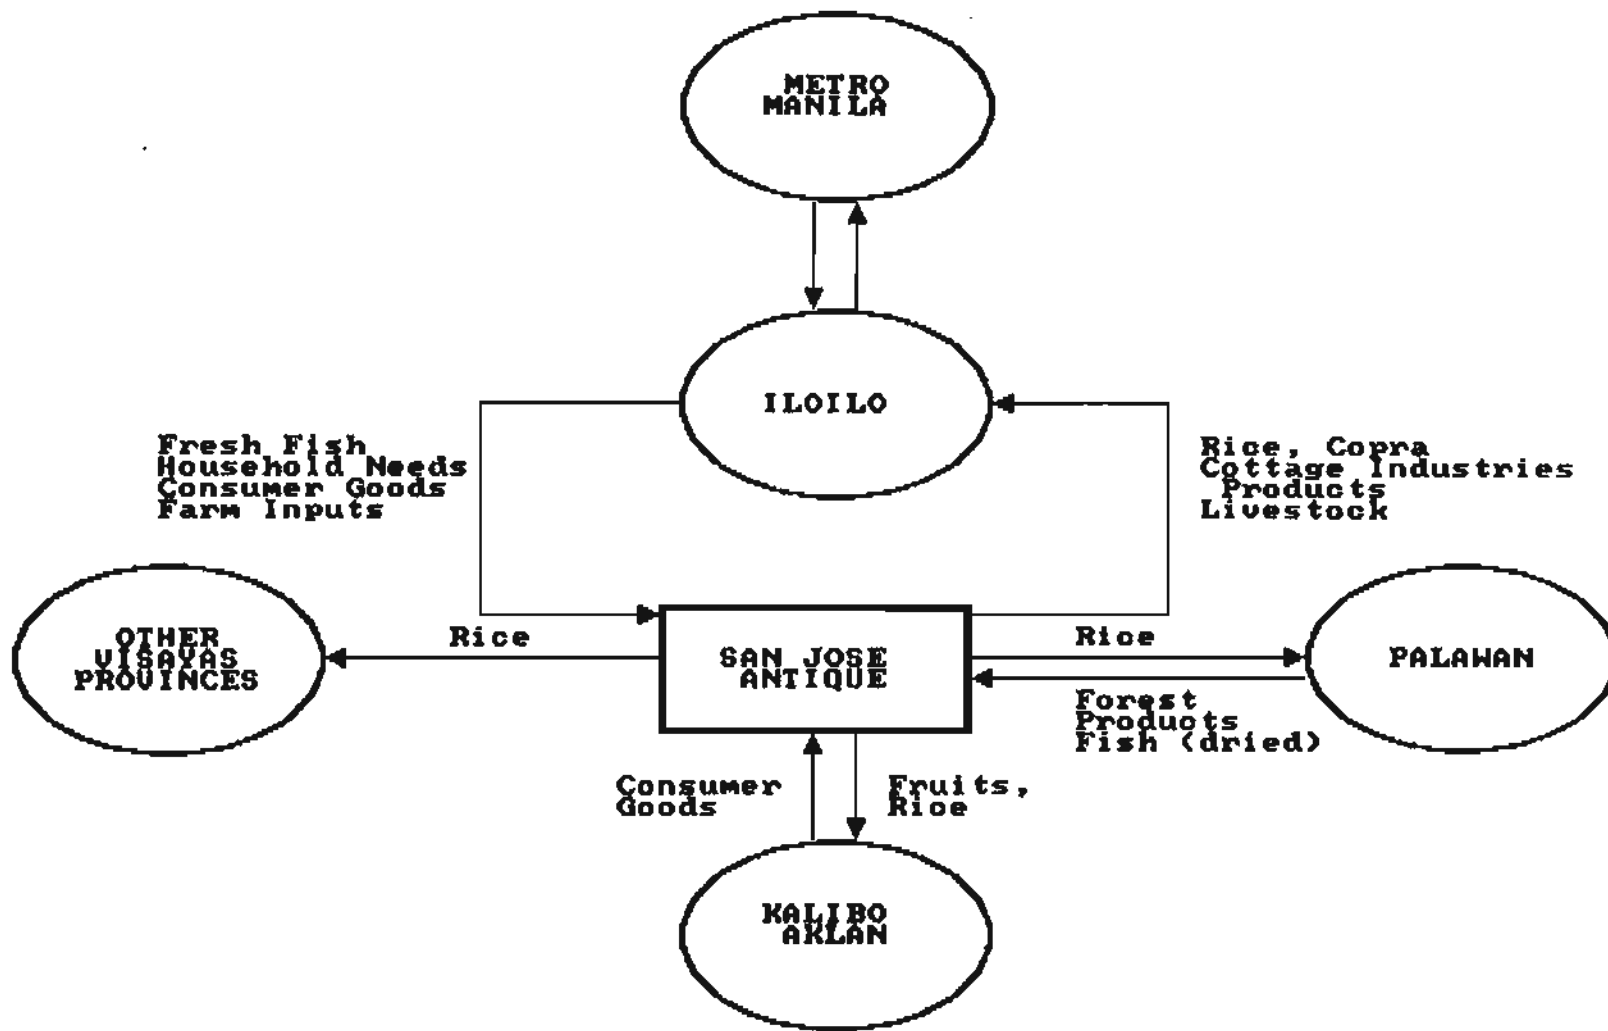 METRO
MANILA
ILOILO
Fresh Fish
Household Needs
Consumer Goods
Farm Inputs
Rice, Copra
Cottage Industries
Products
Livestock
OTHER
VISAYAS
PROVINCES
Rice
SAN JOSE
ANTIQUE
Rice
PALAWAN
Forest
Products
Fish (dried)
Consumer
Goods
Fruits,
Rice
KALIBO
AKLAN